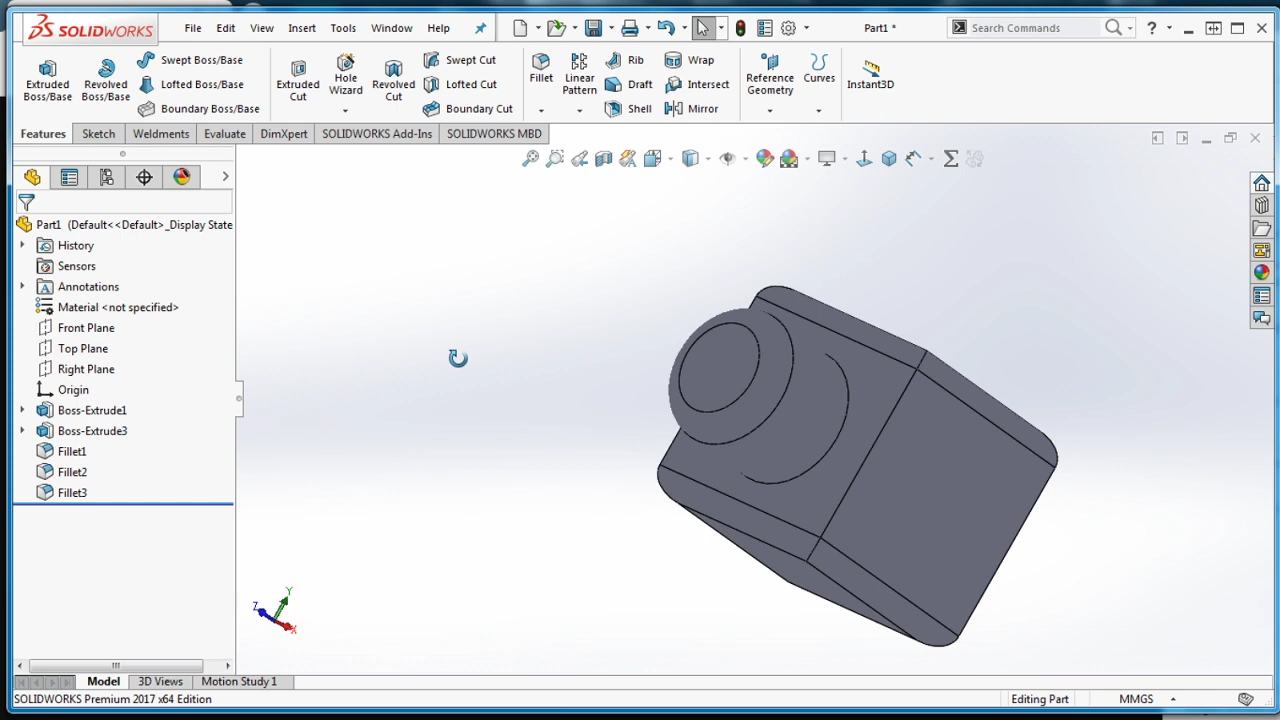 SOLIDWORKS File Edit View Insert Tools Window Help Part1 * Search Commands ?
Extruded Boss/Base
Revolved Boss/Base
Swept Boss/Base
Lofted Boss/Base
Boundary Boss/Base
Extruded Cut
Hole Wizard
Revolved Cut
Swept Cut
Lofted Cut
Boundary Cut
Fillet
Linear Pattern
Rib
Draft
Shell
Wrap
Intersect
Mirror
Reference Geometry
Curves
Instant3D
Features Sketch Weldments Evaluate DimXpert SOLIDWORKS Add-Ins SOLIDWORKS MBD
Part1 (Default<<Default>_Display State
History
Sensors
Annotations
Material <not specified>
Front Plane
Top Plane
Right Plane
Origin
Boss-Extrude1
Boss-Extrude3
Fillet1
Fillet2
Fillet3
Y
Z
X
Model 3D Views Motion Study 1
SOLIDWORKS Premium 2017 x64 Edition Editing Part MMGS